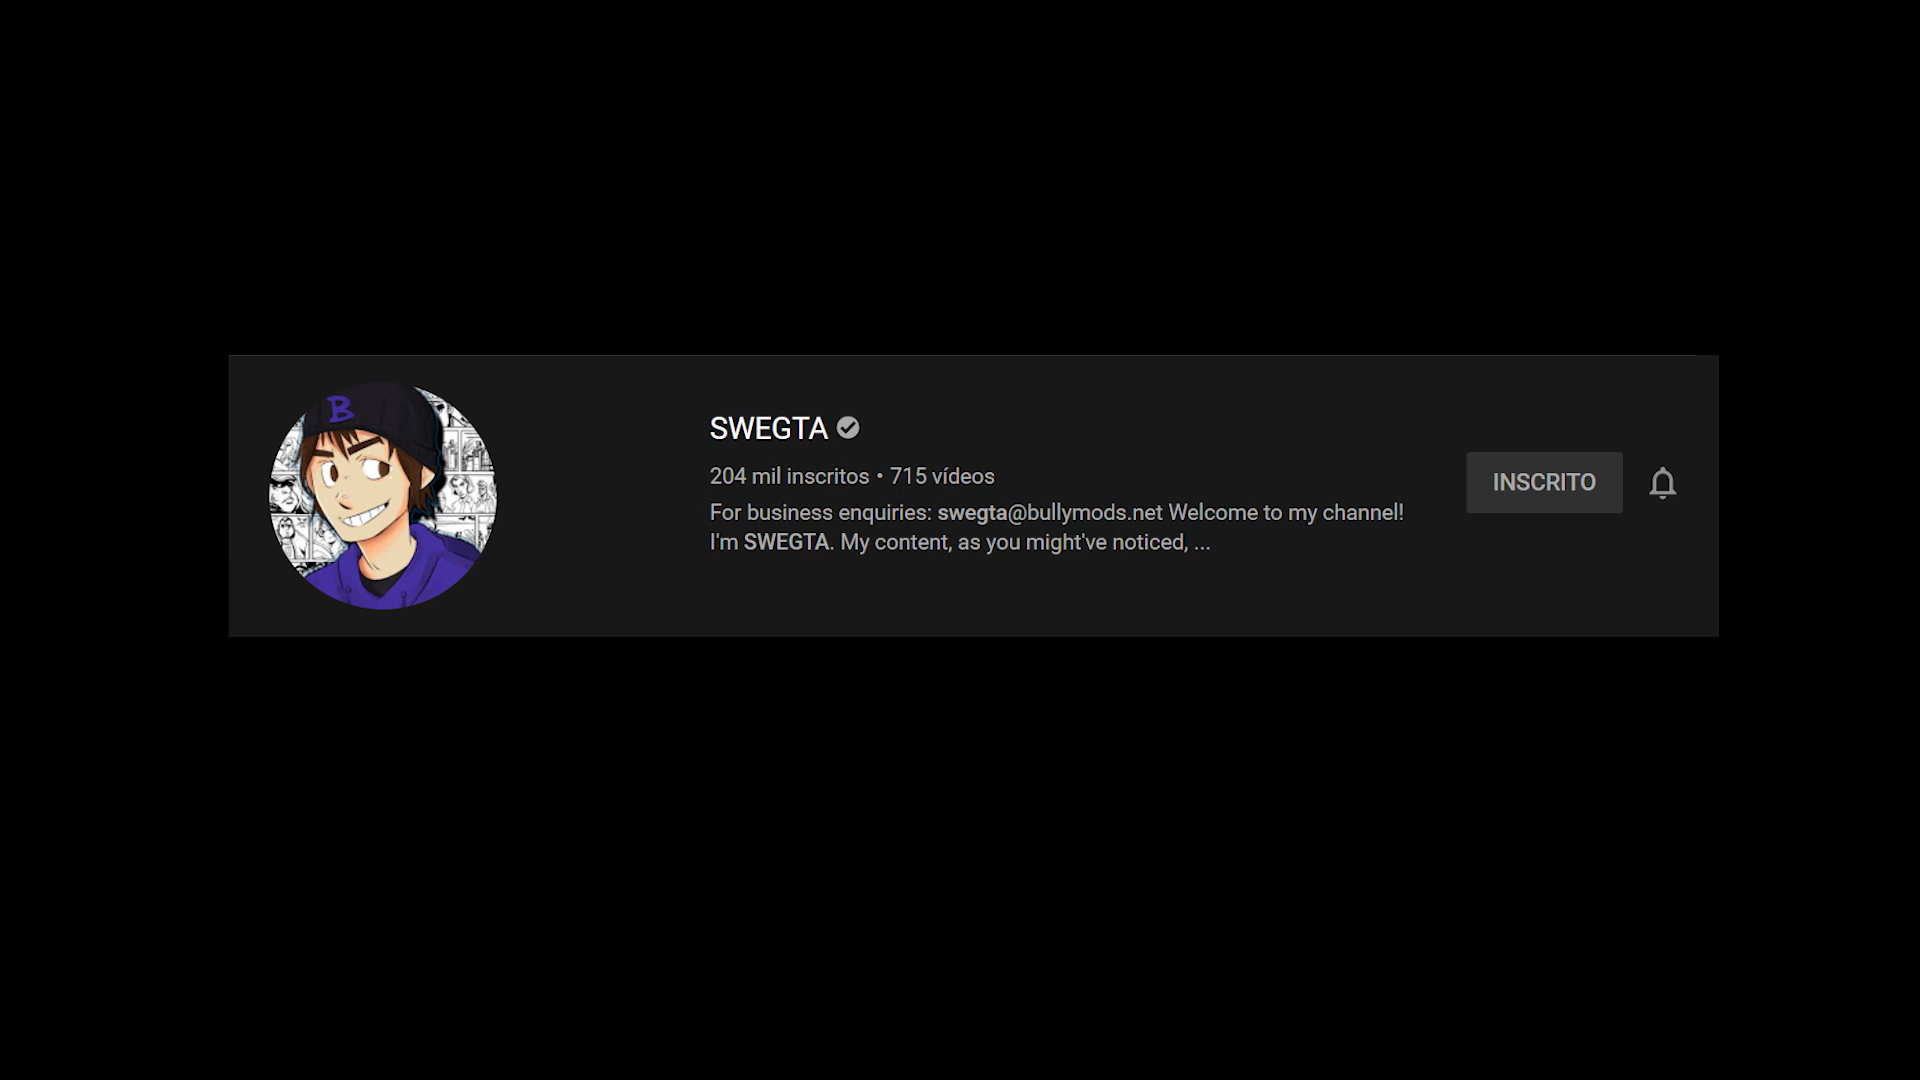 B
SWEGTA
204 mil inscritos • 715 vídeos
For business enquiries: swegta@bullymods.net Welcome to my channel!
I'm SWEGTA. My content, as you might've noticed, ...
INSCRITO